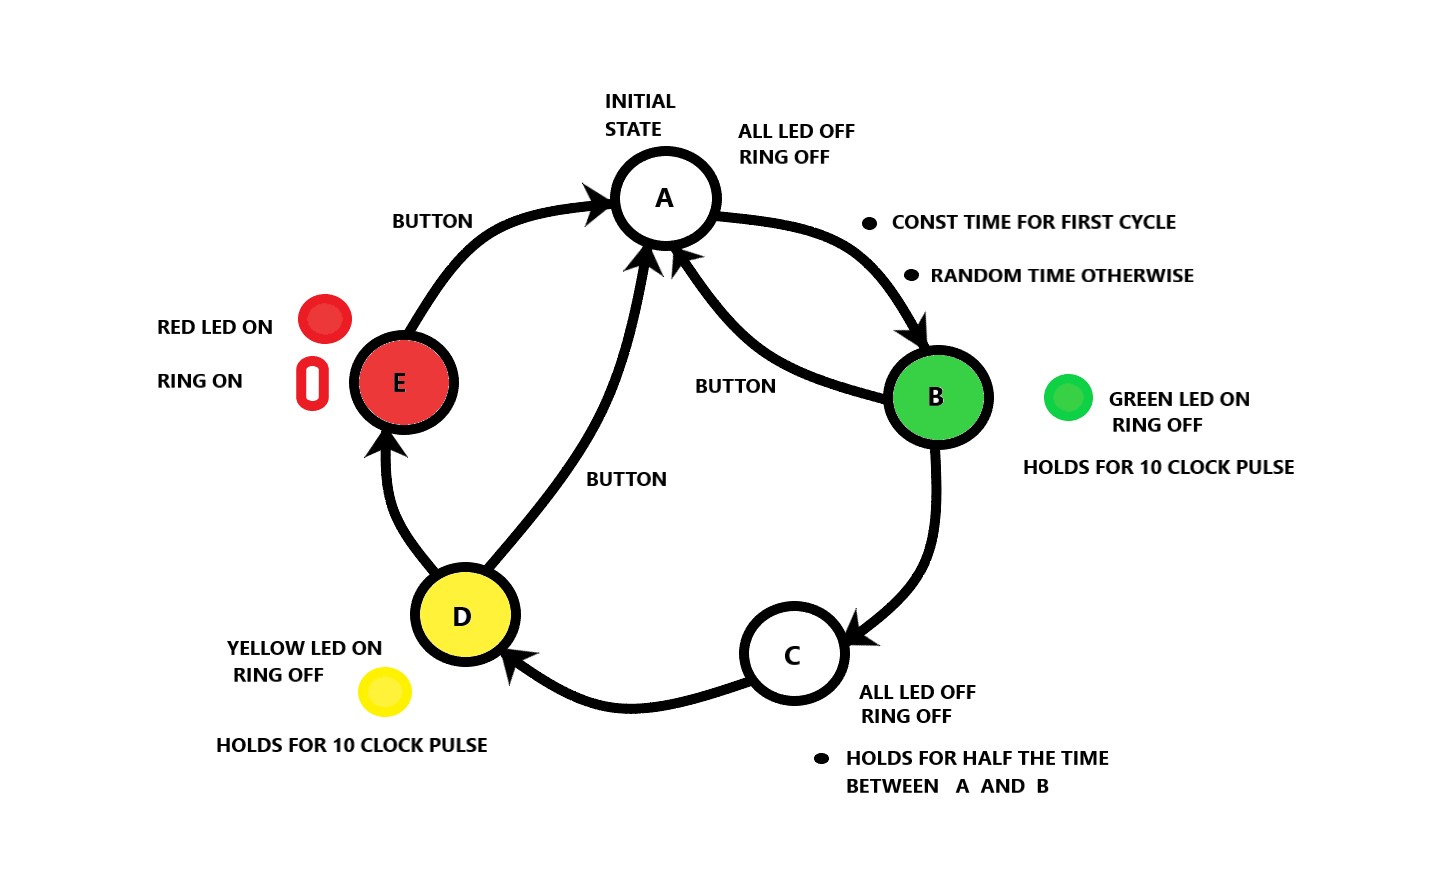 INITIAL
STATE
ALL LED OFF
RING OFF
A
BUTTON
CONST TIME FOR FIRST CYCLE
RANDOM TIME OTHERWISE
RED LED ON
RING ON
E
BUTTON
B
GREEN LED ON
RING OFF
HOLDS FOR 10 CLOCK PULSE
BUTTON
D
YELLOW LED ON
RING OFF
HOLDS FOR 10 CLOCK PULSE
C
ALL LED OFF
RING OFF
HOLDS FOR HALF THE TIME
BETWEEN A AND B